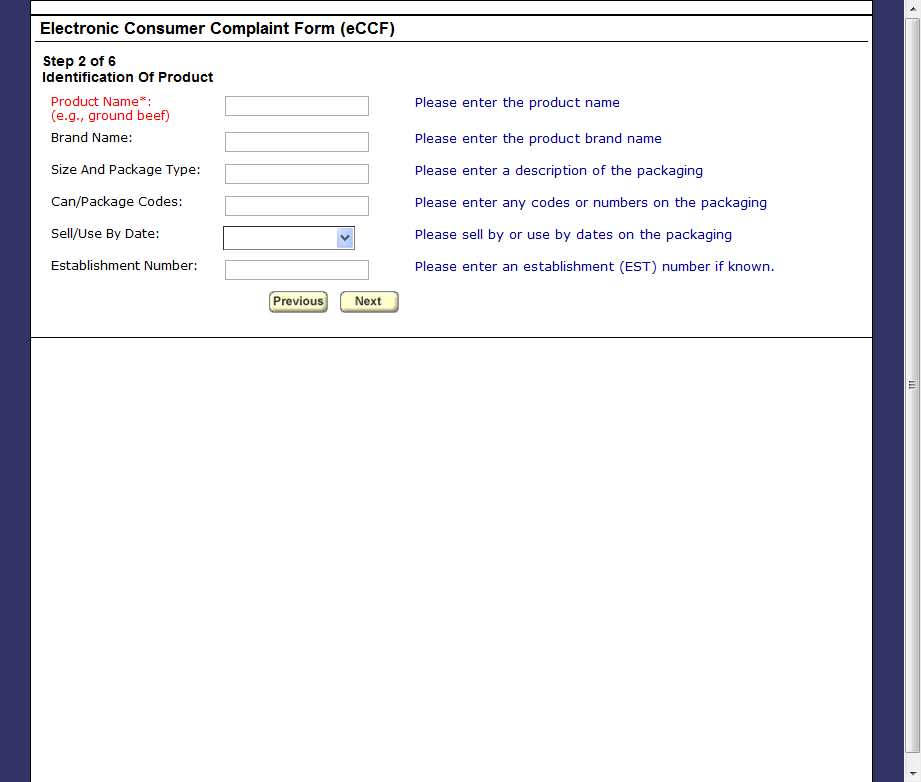 Electronic Consumer Complaint Form (eCCF)
Step 2 of 6
Identification Of Product
Product Name*:
(e.g., ground beef)
Please enter the product name
Brand Name:
Please enter the product brand name
Size And Package Type:
Please enter a description of the packaging
Can/Package Codes:
Please enter any codes or numbers on the packaging
Sell/Use By Date:
Please sell by or use by dates on the packaging
Establishment Number:
Please enter an establishment (EST) number if known.
Previous Next